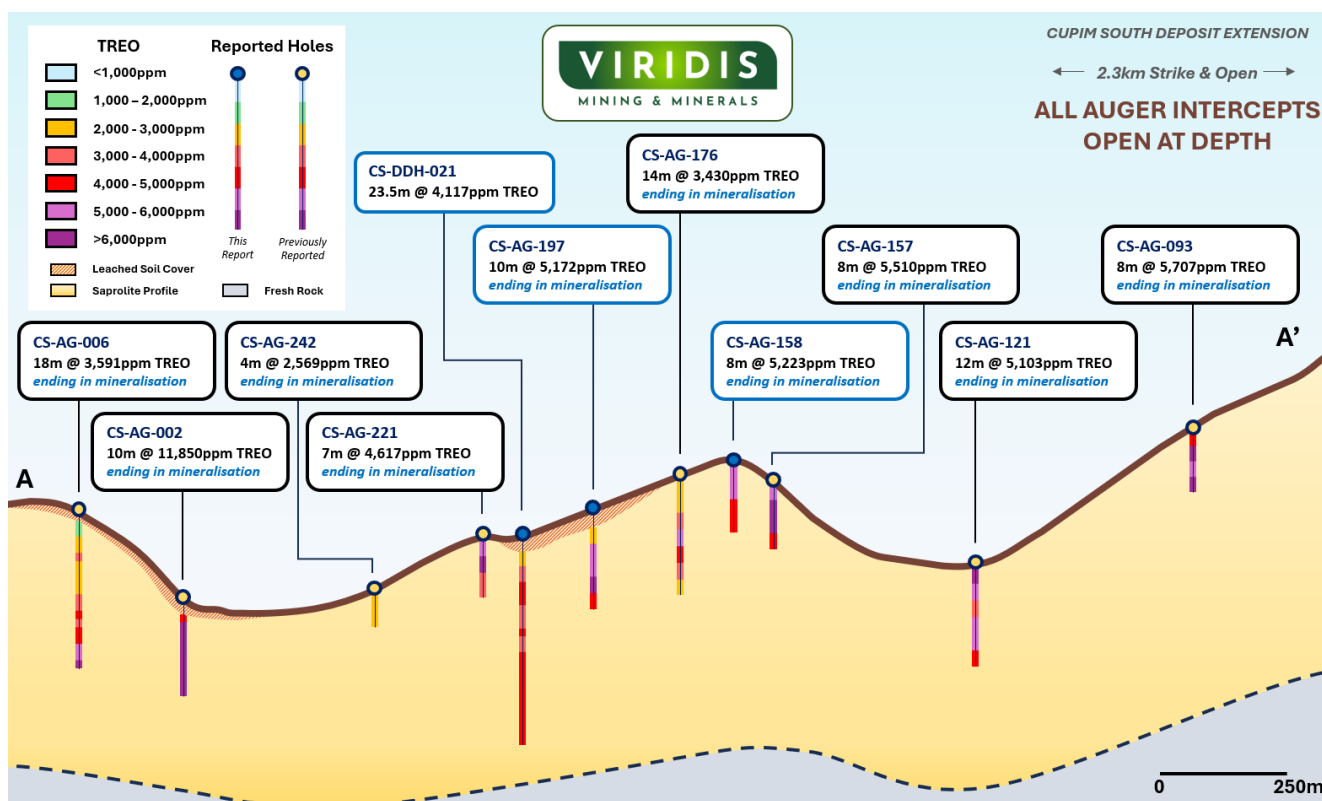 TREO
<1,000ppm
1,000 – 2,000ppm
2,000 - 3,000ppm
3,000 - 4,000ppm
4,000 - 5,000ppm
5,000 - 6,000ppm
>6,000ppm
Leached Soil Cover
Saprolite Profile
Fresh Rock
Reported Holes
This
Report
Previously
Reported
VIRIDIS
MINING & MINERALS
CUPIM SOUTH DEPOSIT EXTENSION
2.3km Strike & Open
ALL AUGER INTERCEPTS
OPEN AT DEPTH
CS-DDH-021
23.5m @ 4,117ppm TREO
CS-AG-176
14m @ 3,430ppm TREO
ending in mineralisation
CS-AG-197
10m @ 5,172ppm TREO
ending in mineralisation
CS-AG-157
8m @ 5,510ppm TREO
ending in mineralisation
CS-AG-093
8m @ 5,707ppm TREO
ending in mineralisation
CS-AG-006
18m @ 3,591ppm TREO
ending in mineralisation
CS-AG-242
4m @ 2,569ppm TREO
ending in mineralisation
CS-AG-158
8m @ 5,223ppm TREO
ending in mineralisation
CS-AG-121
12m @ 5,103ppm TREO
ending in mineralisation
CS-AG-002
10m @ 11,850ppm TREO
ending in mineralisation
CS-AG-221
7m @ 4,617ppm TREO
ending in mineralisation
A
A’
0
250m